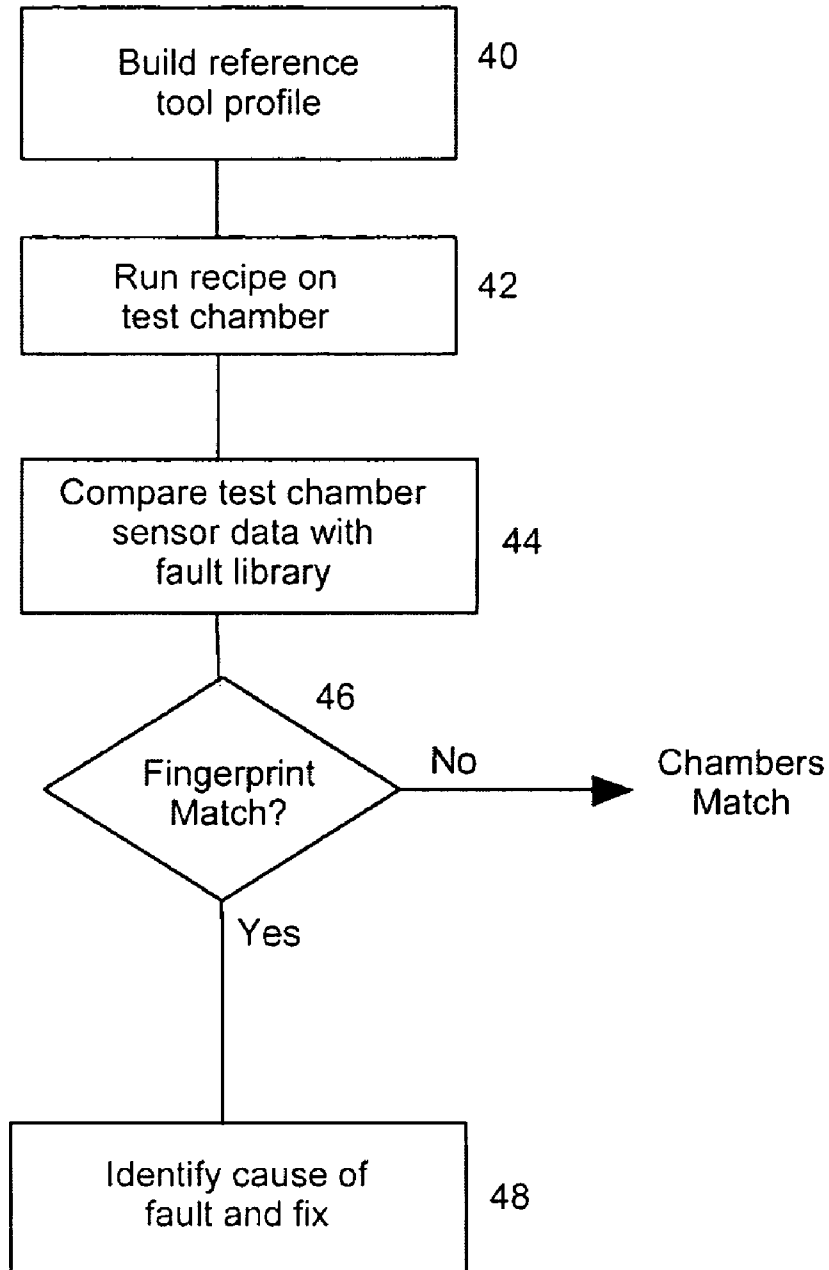 Build reference
tool profile
40
Run recipe on
test chamber
42
Compare test chamber
sensor data with
fault library
44
46
Fingerprint
Match?
No
Chambers
Match
Yes
Identify cause of
fault and fix
48